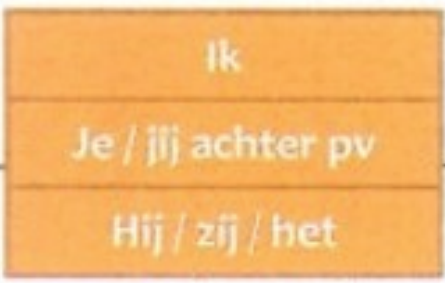 Ik
Je / jij achter pv
Hij / zij / het